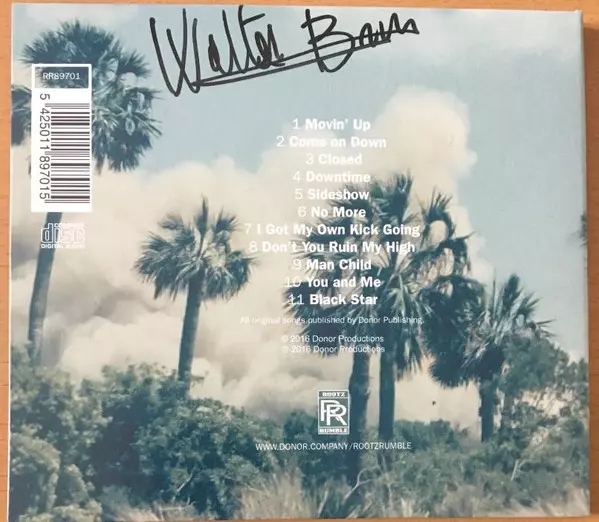 Walter
RR89701
5 425011 897015
1 Movin' Up
2 Come on Down
3 Closed
4 Downtime
5 Sideshow
6 No More
7 I Got My Own Kick Going
8 Don't You Ruin My High
9 Man Child
10 You and Me
11 Black Star
COMPACT
disc
DIGITAL AUDIO
All original songs published by Donor Publishing.
© 2016 Donor Productions
© 2016 Donor Productions
ROOTZ
RR
RUMBLE
WWW.DONOR.COMPANY/ROOTZRUMBLE